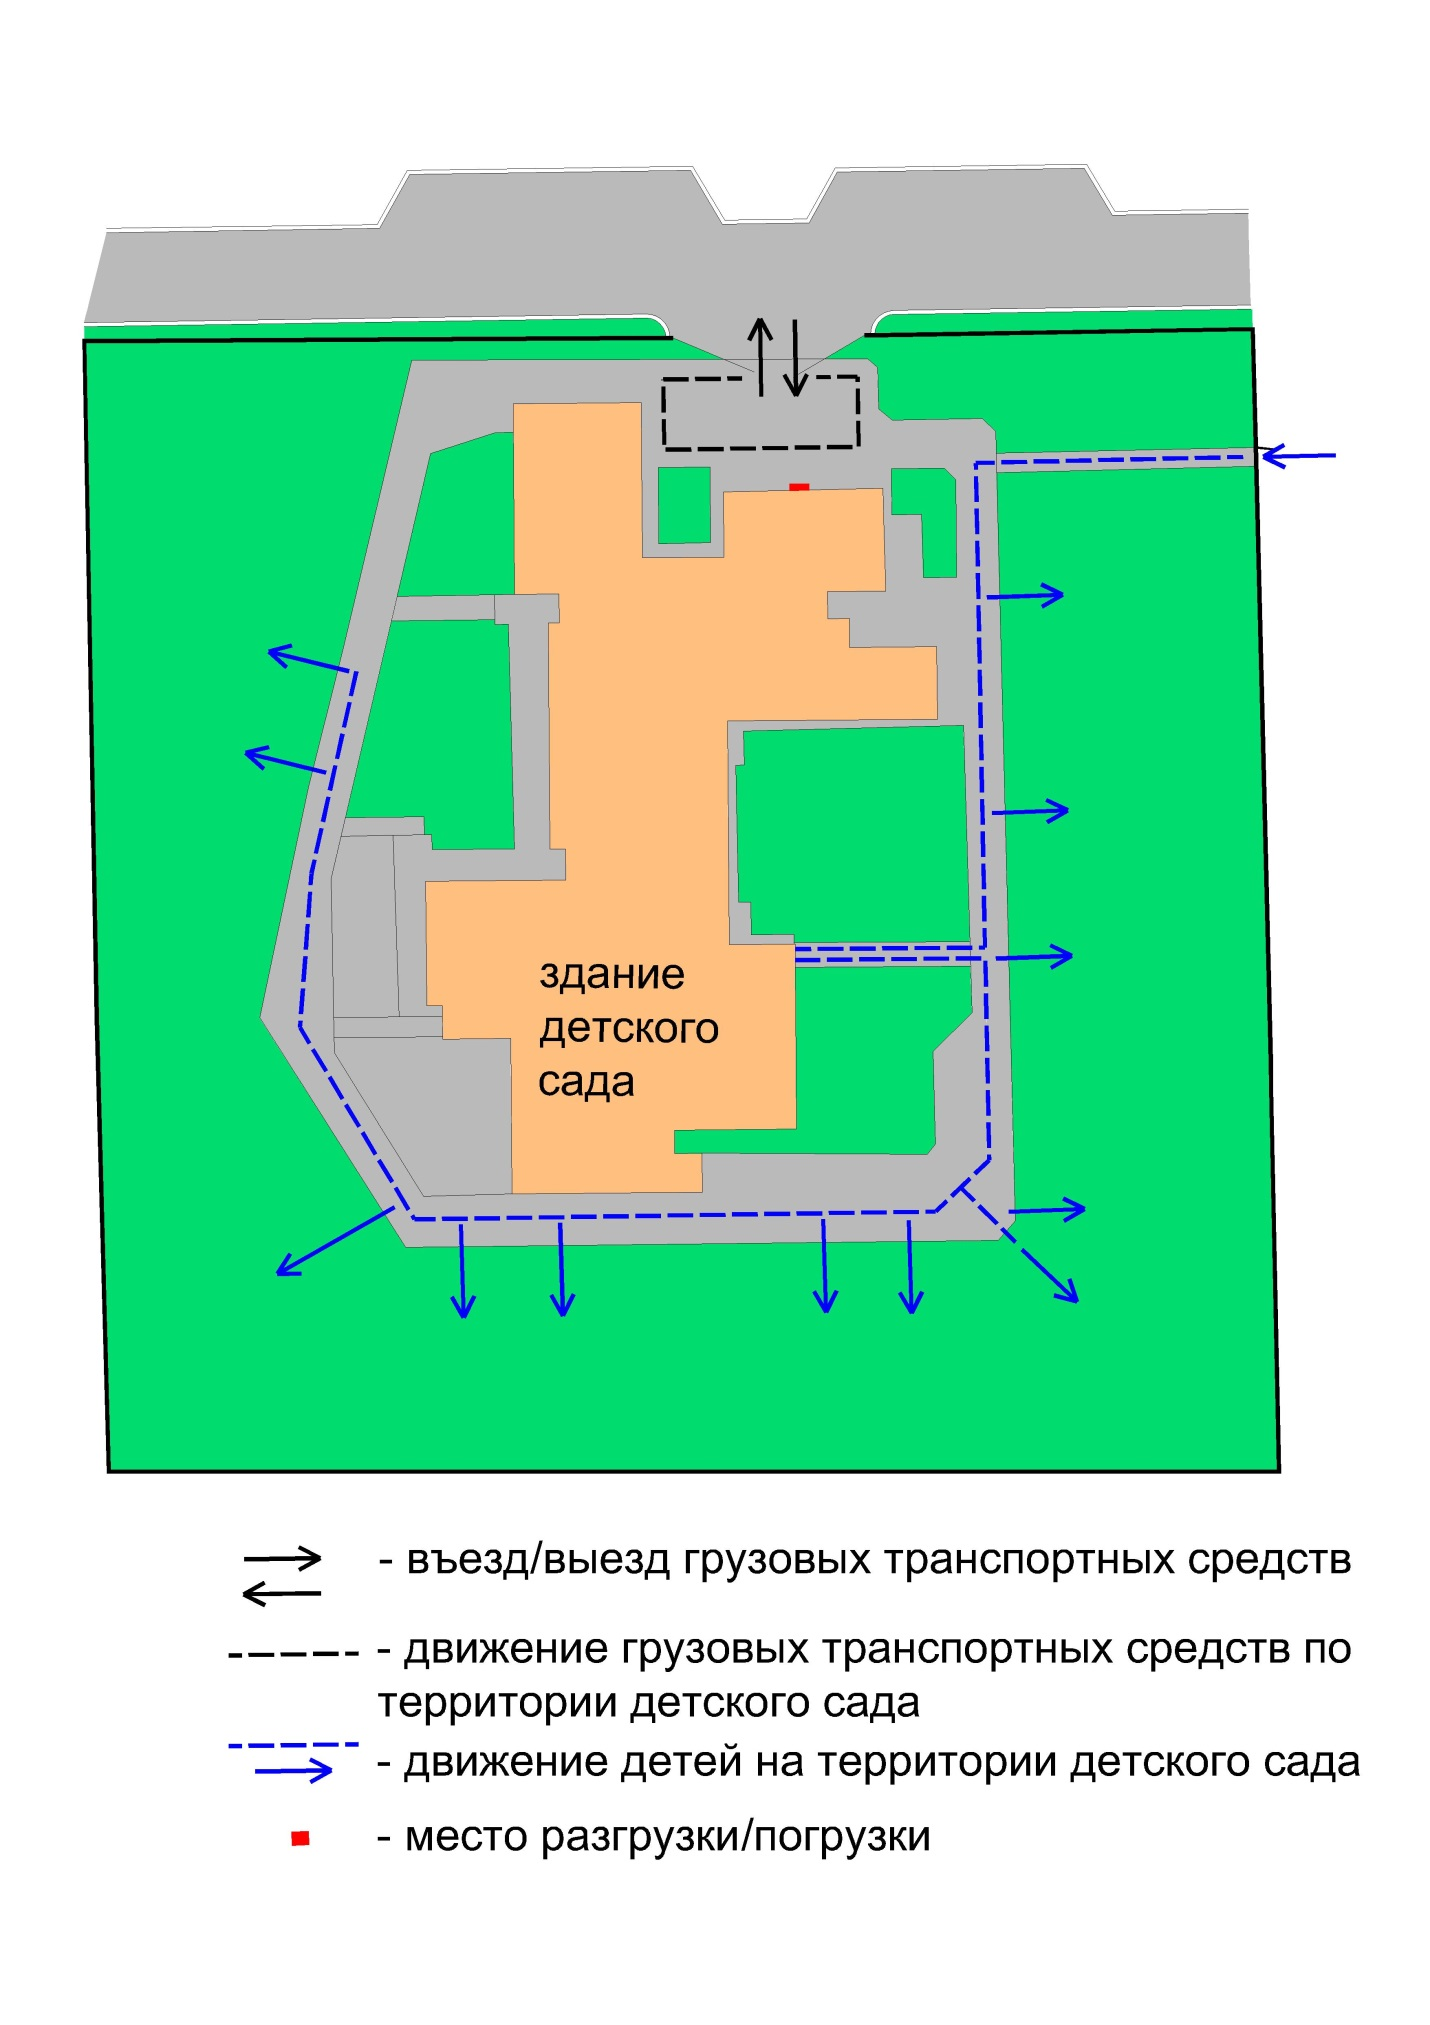 здание
детского
сада
- въезд/выезд грузовых транспортных средств
- движение грузовых транспортных средств по
территории детского сада
- движение детей на территории детского сада
- место разгрузки/погрузки